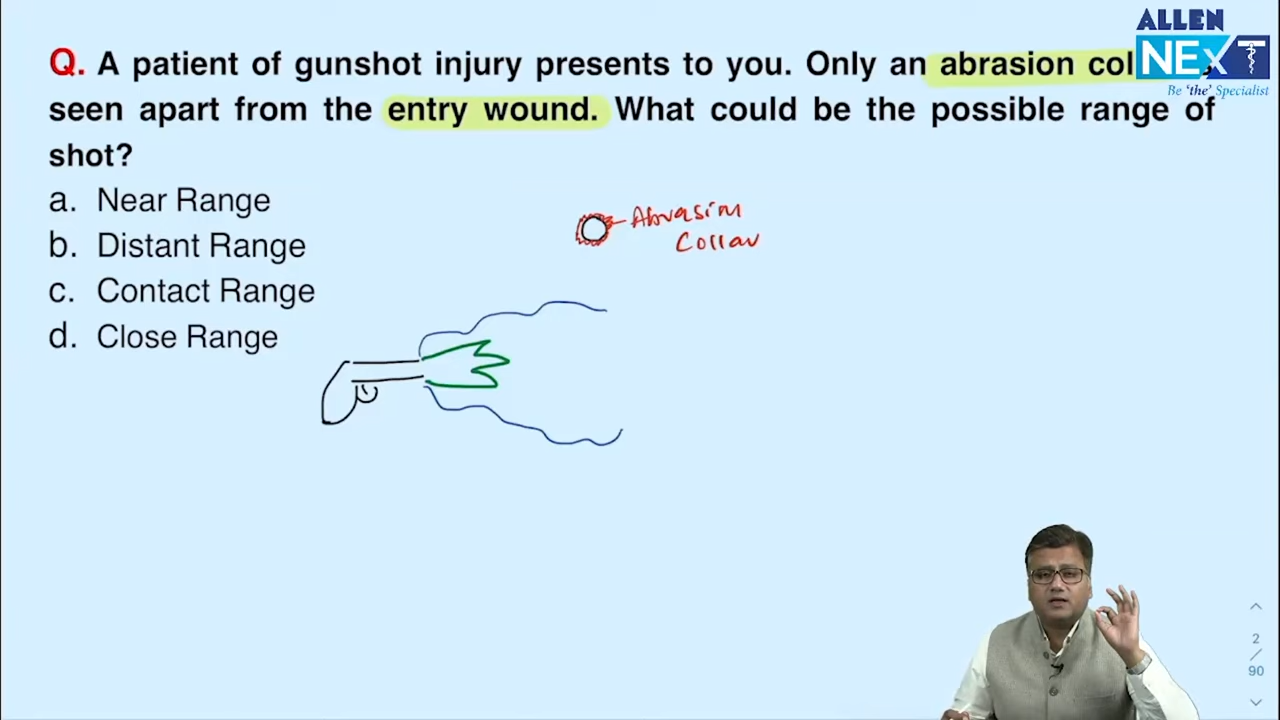 ALLEN
NEXT
Be 'the' Specialist
Q. A patient of gunshot injury presents to you. Only an abrasion
seen apart from the entry wound. What could be the possible range of
shot?
a. Near Range
b. Distant Range
c. Contact Range
d. Close Range
Abrasion
Collar
2
/
90